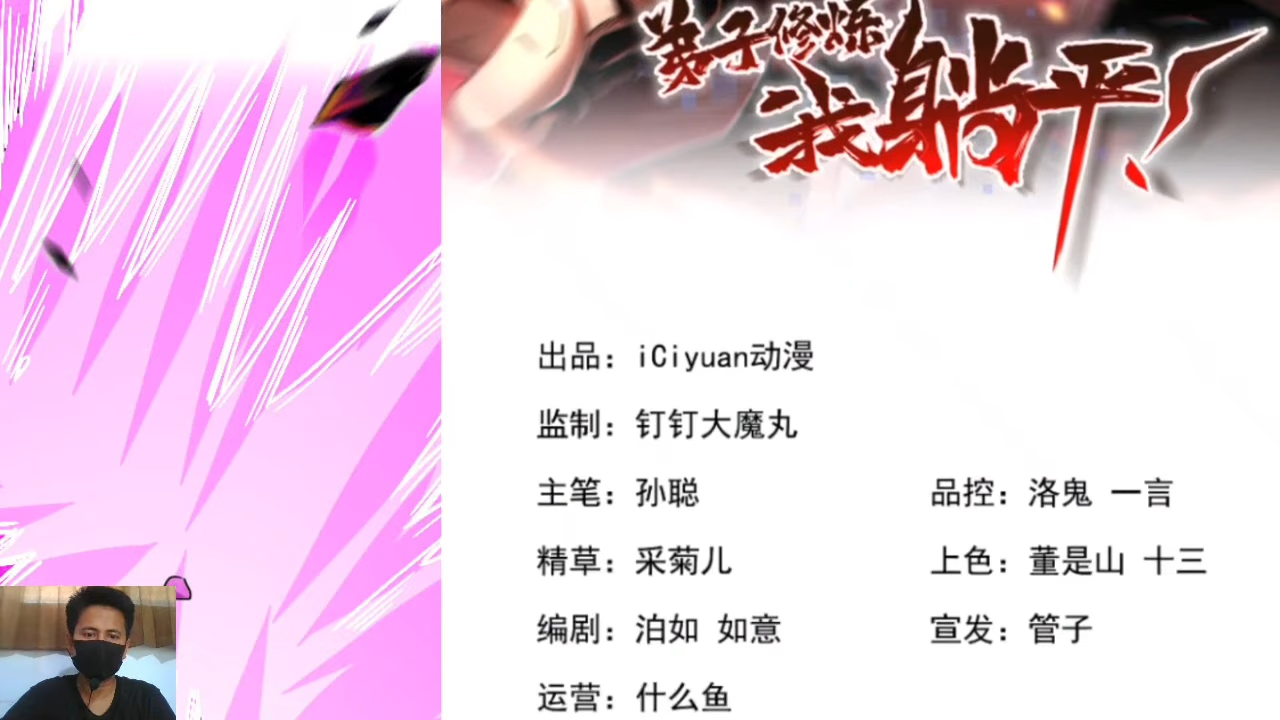 弟子修炼
我躺平!
出品：iCiyuan动漫
监制：钉钉大魔丸
主笔：孙聪
品控：洛鬼 一言
精草：采菊儿
上色：董是山 十三
编剧：泊如 如意
宣发：管子
运营：什么鱼